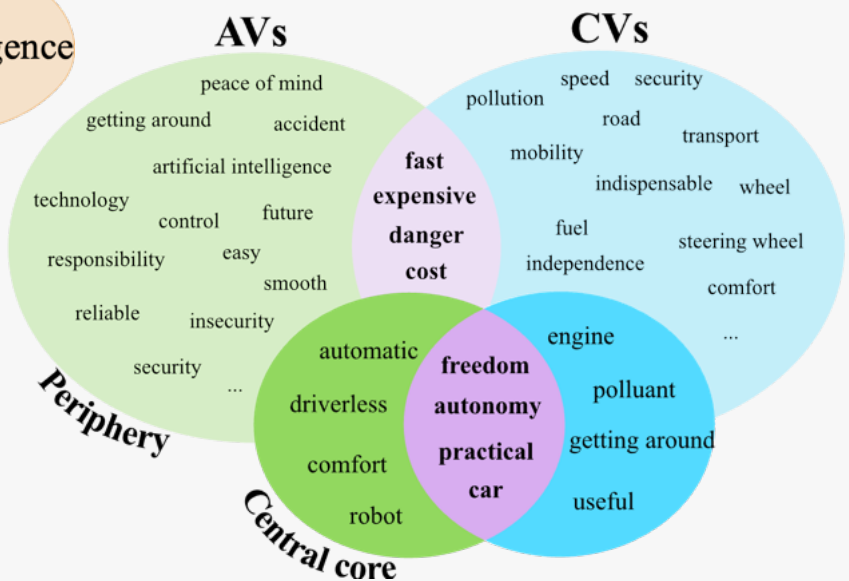 gence
AVs
CVs
peace of mind
getting around
accident
artificial intelligence
technology
control
future
responsibility
easy
smooth
reliable
insecurity
security
...
Periphery
fast
expensive
danger
cost
speed
security
pollution
road
transport
mobility
indispensable
wheel
fuel
steering wheel
independence
comfort
...
automatic
driverless
comfort
robot
Central core
freedom
autonomy
practical
car
engine
polluant
getting around
useful